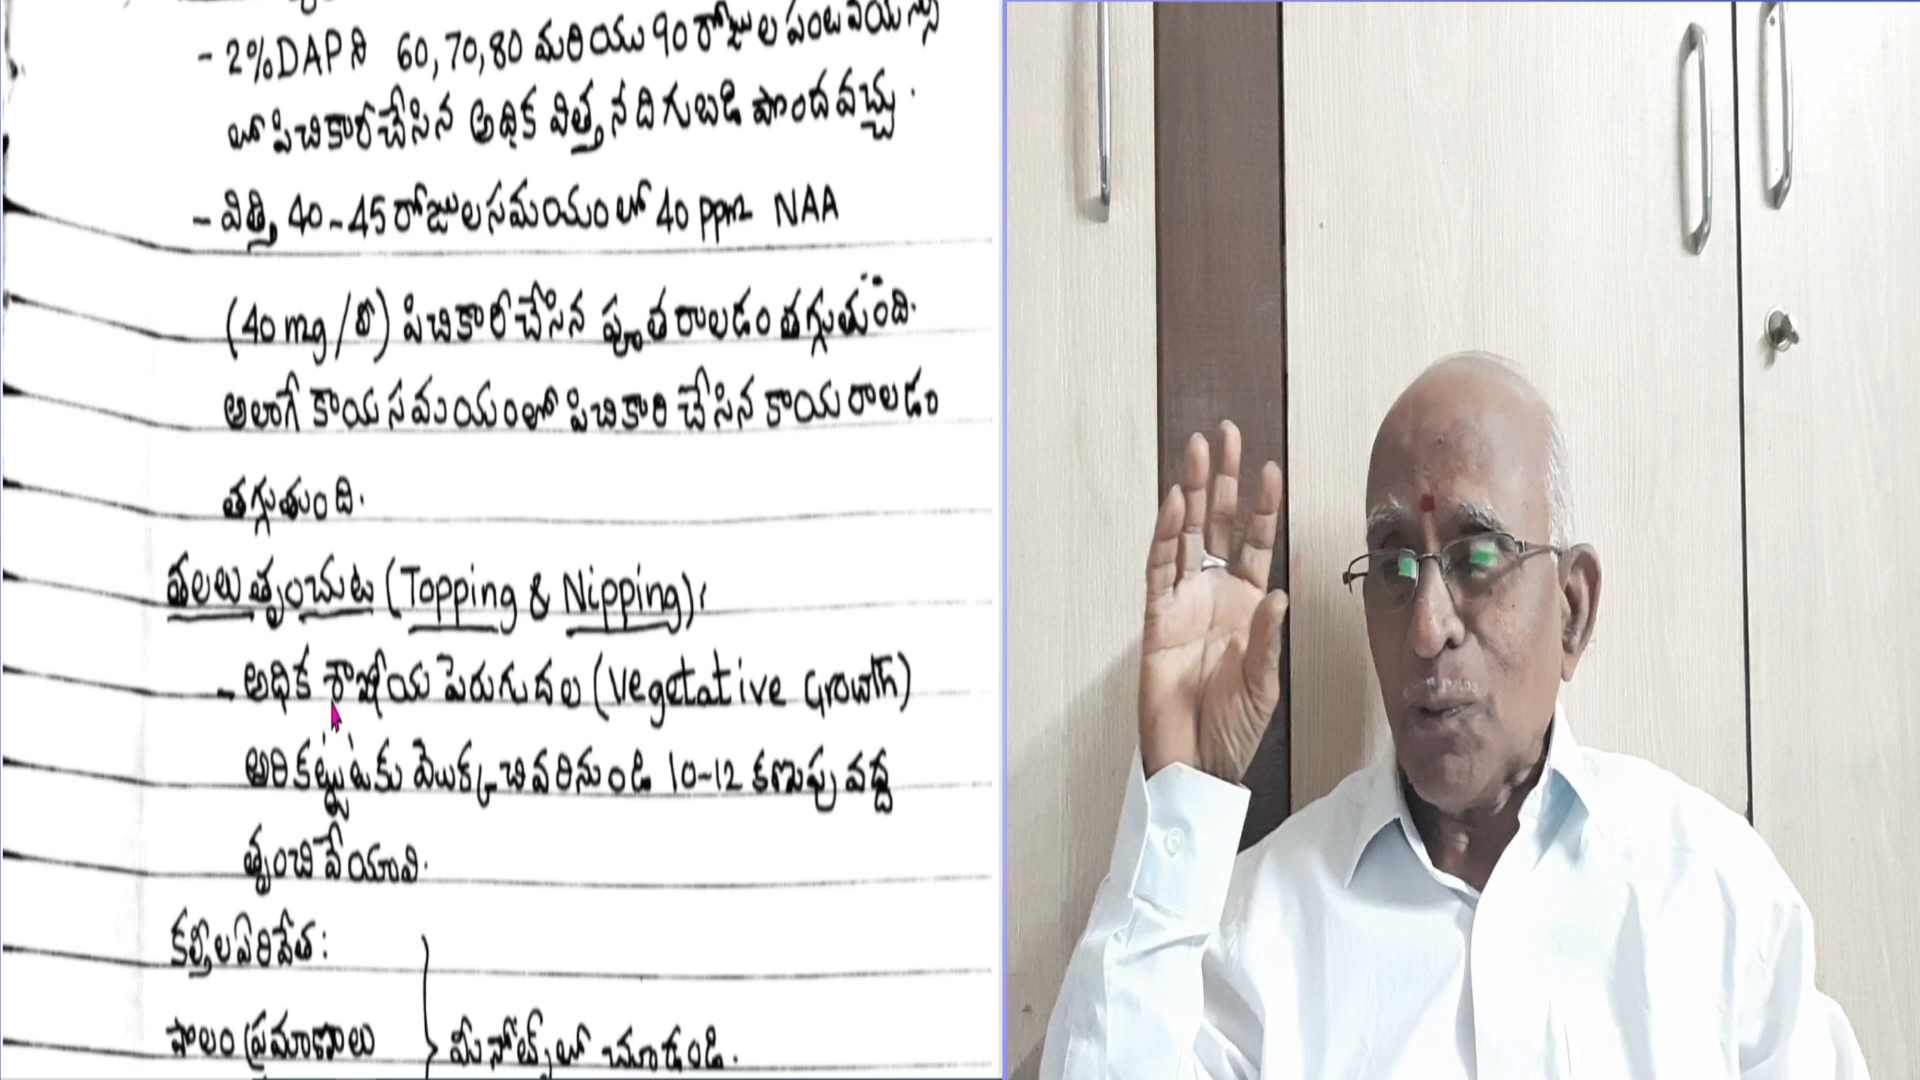 - 2% DAP ని 60, 70, 80 మరియు 90 రోజుల పంట వయస్సు
లో పిచికారి చేసిన అధిక విత్తన దిగుబడి పొందవచ్చు.
- విత్తి 40-45 రోజుల సమయంలో 40 ppm NAA
(40 mg/లీ) పిచికారీ చేసిన పూత రాలడం తగ్గుతుంది.
అలాగే కాయ సమయంలో పిచికారి చేసిన కాయ రాలడం
తగ్గుతుంది.
తలలు త్రుంచుట (Topping & Nipping):
- అధిక శాఖీయ పెరుగుదల (Vegetative Growth)
అరికట్టుటకు మొక్క చివరి నుండి 10-12 కణుపు వద్ద
త్రుంచి వేయాలి.
కల్తీల ఏరివేత:
పొలం ప్రమాణాలు } మీ నోట్స్ లో చూడండి.